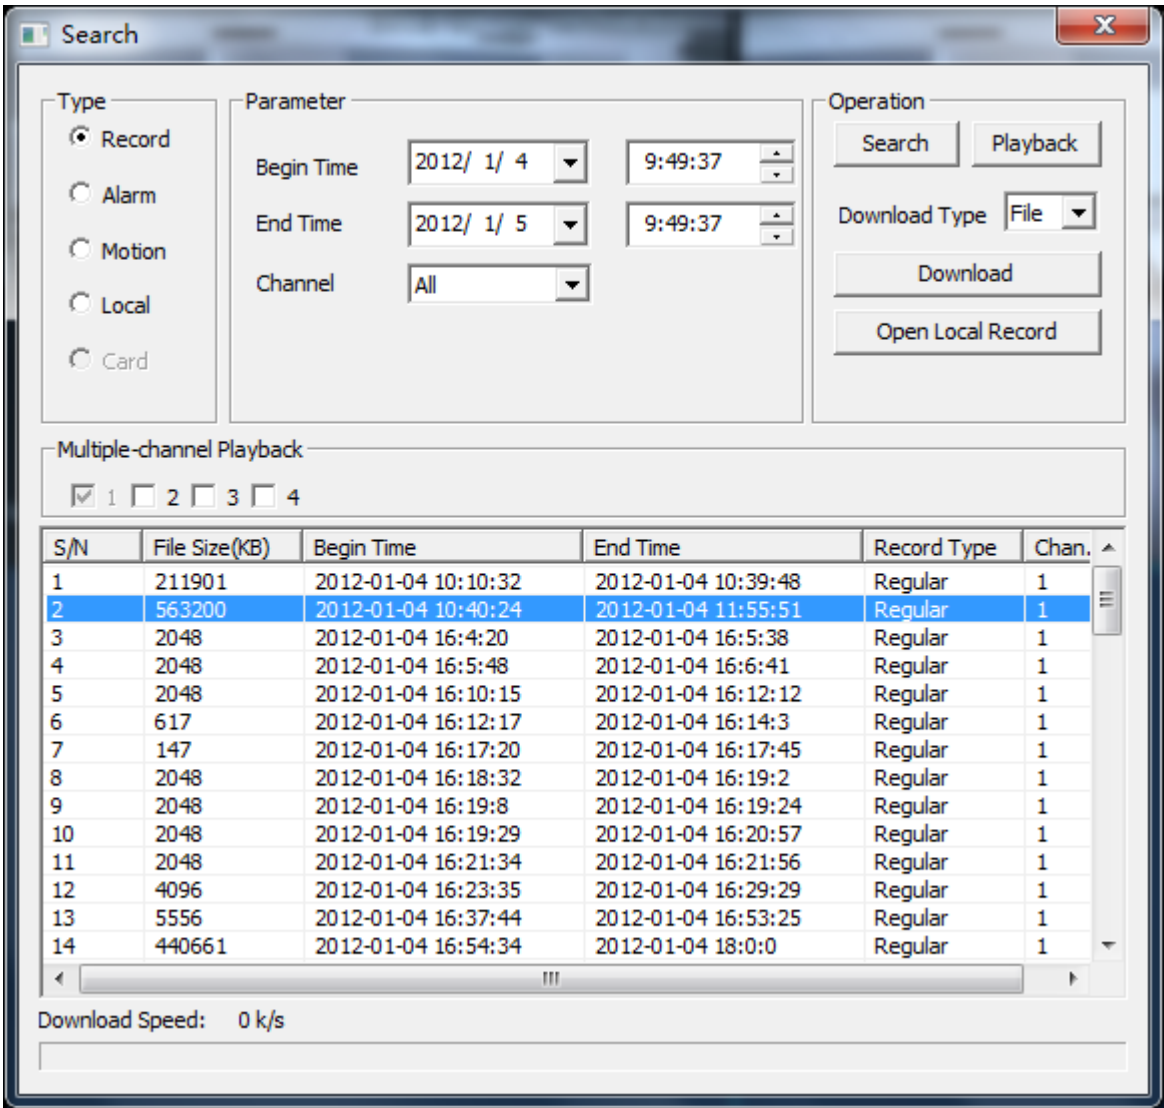 Search
Type
Record
Alarm
Motion
Local
Card
Parameter
Begin Time 2012/ 1/ 4 9:49:37
End Time 2012/ 1/ 5 9:49:37
Channel All
Operation
Search Playback
Download Type File
Download
Open Local Record
Multiple-channel Playback
1 2 3 4
S/N File Size(KB) Begin Time End Time Record Type Chan.
1 211901 2012-01-04 10:10:32 2012-01-04 10:39:48 Regular 1
2 563200 2012-01-04 10:40:24 2012-01-04 11:55:51 Regular 1
3 2048 2012-01-04 16:4:20 2012-01-04 16:5:38 Regular 1
4 2048 2012-01-04 16:5:48 2012-01-04 16:6:41 Regular 1
5 2048 2012-01-04 16:10:15 2012-01-04 16:12:12 Regular 1
6 617 2012-01-04 16:12:17 2012-01-04 16:14:3 Regular 1
7 147 2012-01-04 16:17:20 2012-01-04 16:17:45 Regular 1
8 2048 2012-01-04 16:18:32 2012-01-04 16:19:2 Regular 1
9 2048 2012-01-04 16:19:8 2012-01-04 16:19:24 Regular 1
10 2048 2012-01-04 16:19:29 2012-01-04 16:20:57 Regular 1
11 2048 2012-01-04 16:21:34 2012-01-04 16:21:56 Regular 1
12 4096 2012-01-04 16:23:35 2012-01-04 16:29:29 Regular 1
13 5556 2012-01-04 16:37:44 2012-01-04 16:53:25 Regular 1
14 440661 2012-01-04 16:54:34 2012-01-04 18:0:0 Regular 1
Download Speed: 0 k/s